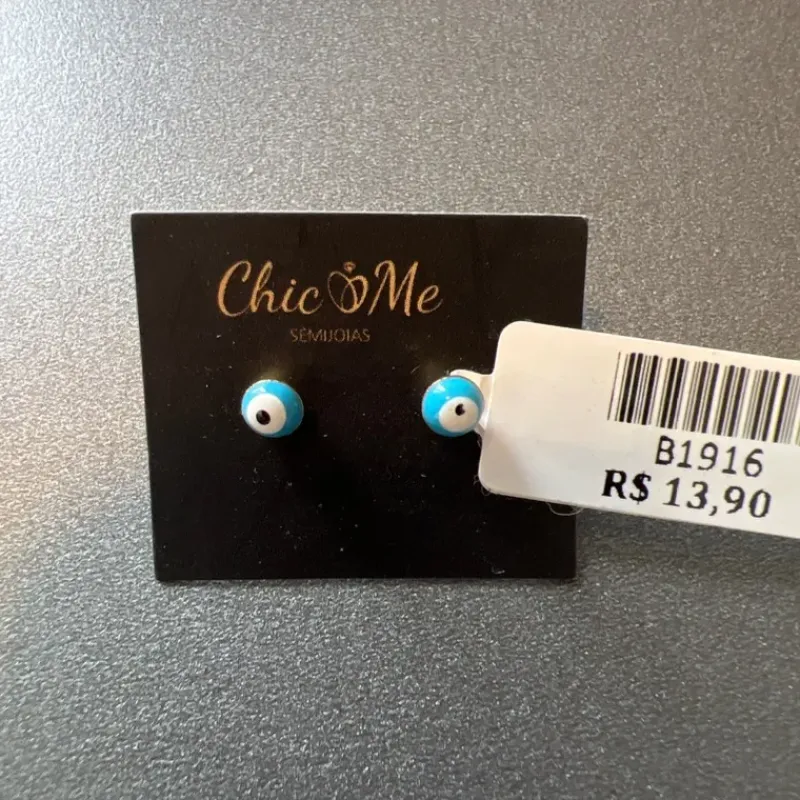 Chic Me
SEMIJOIAS
B1916
R$ 13,90